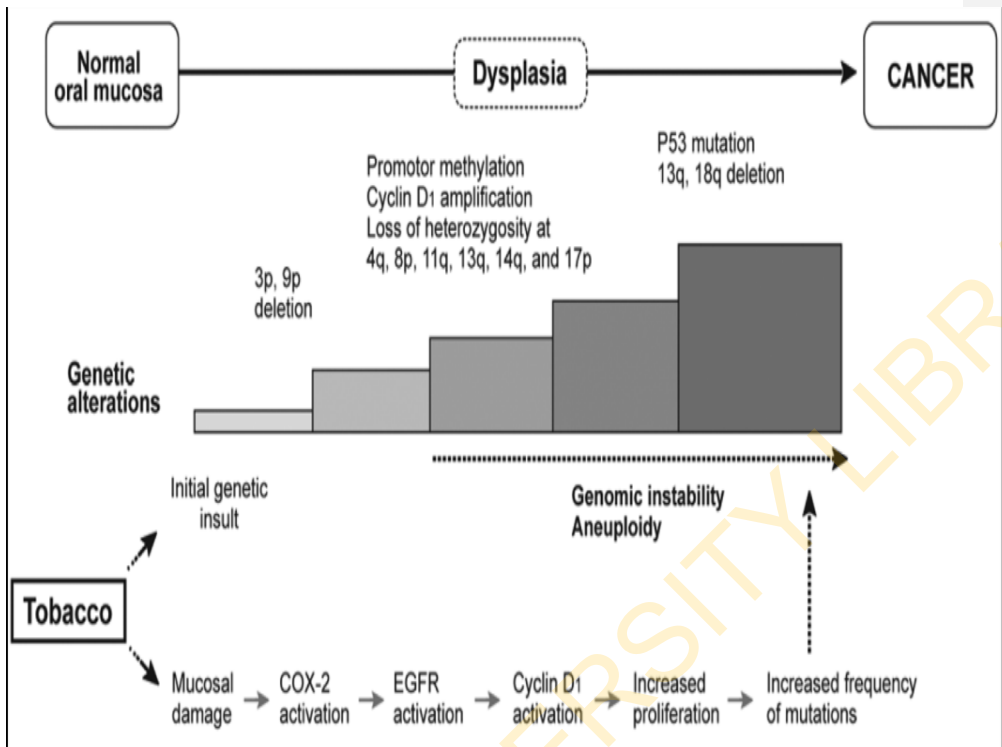 Normal
oral mucosa
Dysplasia
CANCER
P53 mutation
13q, 18q deletion
Promotor methylation
Cyclin D1 amplification
Loss of heterozygosity at
4q, 8p, 11q, 13q, 14q, and 17p
3p, 9p
deletion
Genetic
alterations
Initial genetic
insult
Genomic instability
Aneuploidy
Tobacco
Mucosal
damage
COX-2
activation
EGFR
activation
Cyclin D1
activation
Increased
proliferation
Increased frequency
of mutations
ERSITY LIBR